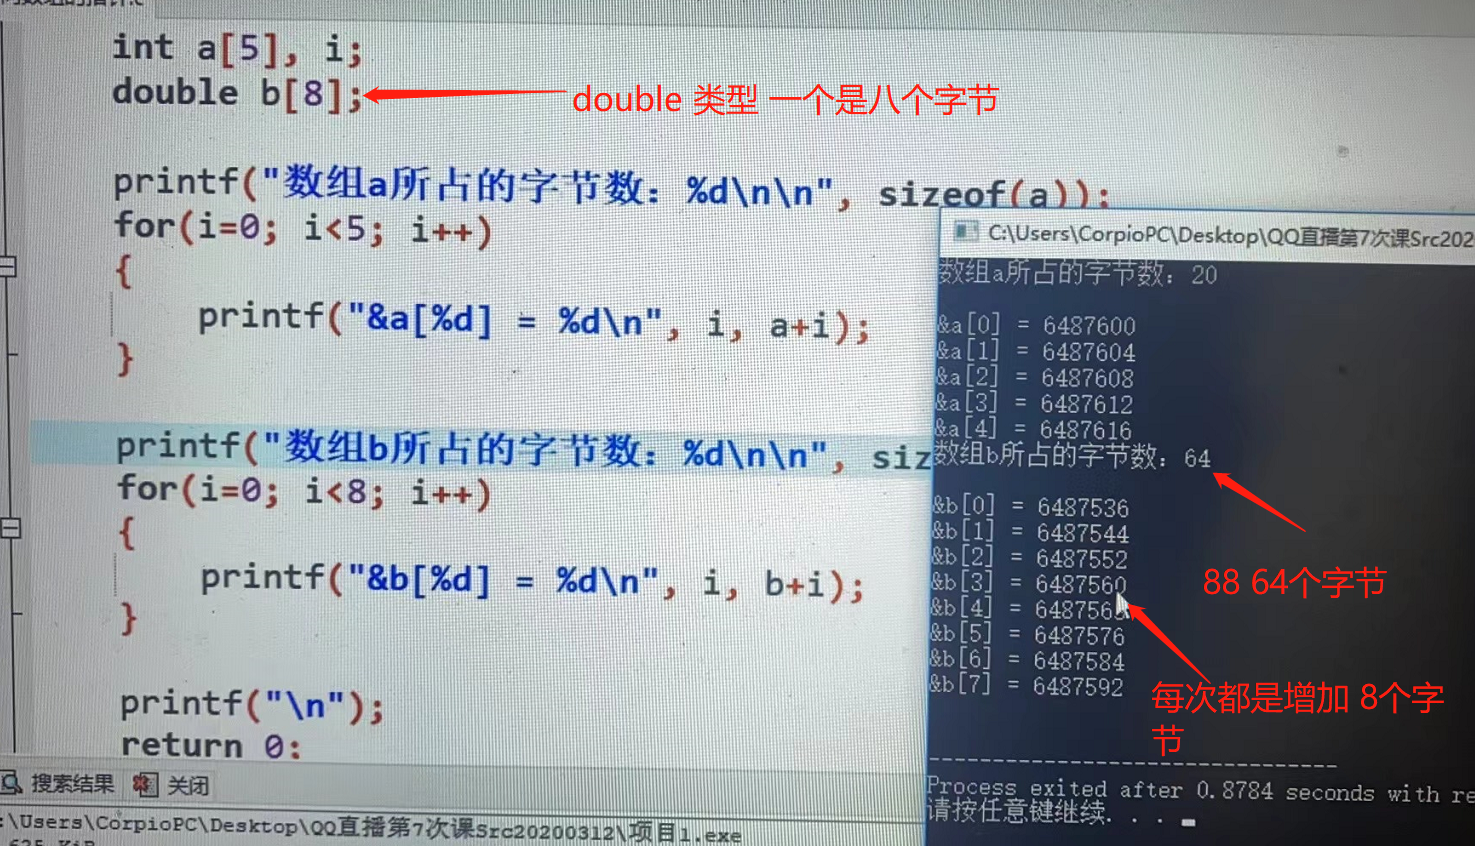 int a[5], i;
double b[8];
double 类型 一个是八个字节
printf("数组a所占的字节数：%d\n\n", sizeof(a));
for(i=0; i<5; i++)
{
printf("&a[%d] = %d\n", i, a+i);
}
printf("数组b所占的字节数：%d\n\n", siz
for(i=0; i<8; i++)
{
printf("&b[%d] = %d\n", i, b+i);
}
printf("\n");
return 0:
C:\Users\CorpioPC\Desktop\QQ直播第7次课Src202
数组a所占的字节数：20
&a[0] = 6487600
&a[1] = 6487604
&a[2] = 6487608
&a[3] = 6487612
&a[4] = 6487616
数组b所占的字节数：64
&b[0] = 6487536
&b[1] = 6487544
&b[2] = 6487552
&b[3] = 6487560
&b[4] =
&b[5] = 6487576
&b[6] = 6487584
&b[7] = 6487592
88 64个字节
每次都是增加 8个字
节
--------------------------------
Process exited after 0.8784 seconds with re
请按任意键继续. . .
搜索结果 关闭
:\Users\CorpioPC\Desktop\QQ直播第7次课Src20200312\项目1.exe